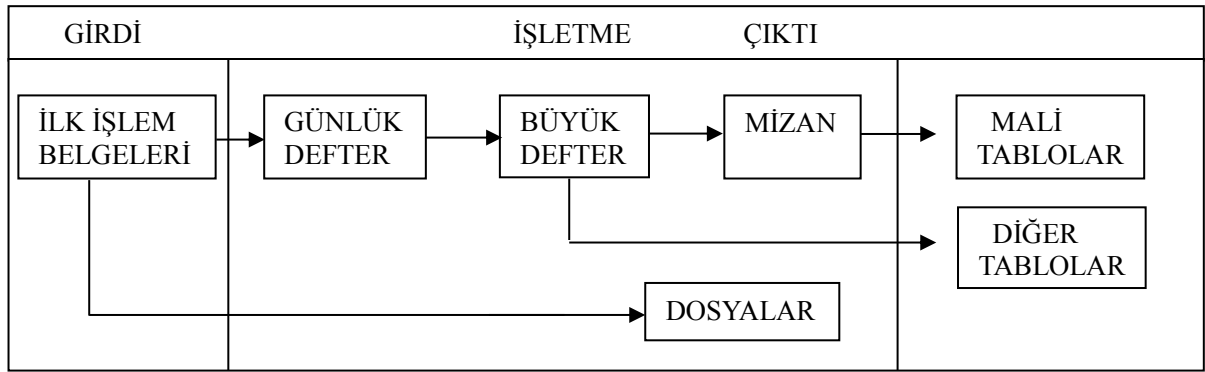 GİRDİ İŞLETME ÇIKTI
İLK İŞLEM
BELGELERİ
GÜNLÜK
DEFTER
BÜYÜK
DEFTER
MİZAN
MALİ
TABLOLAR
DİĞER
TABLOLAR
DOSYALAR